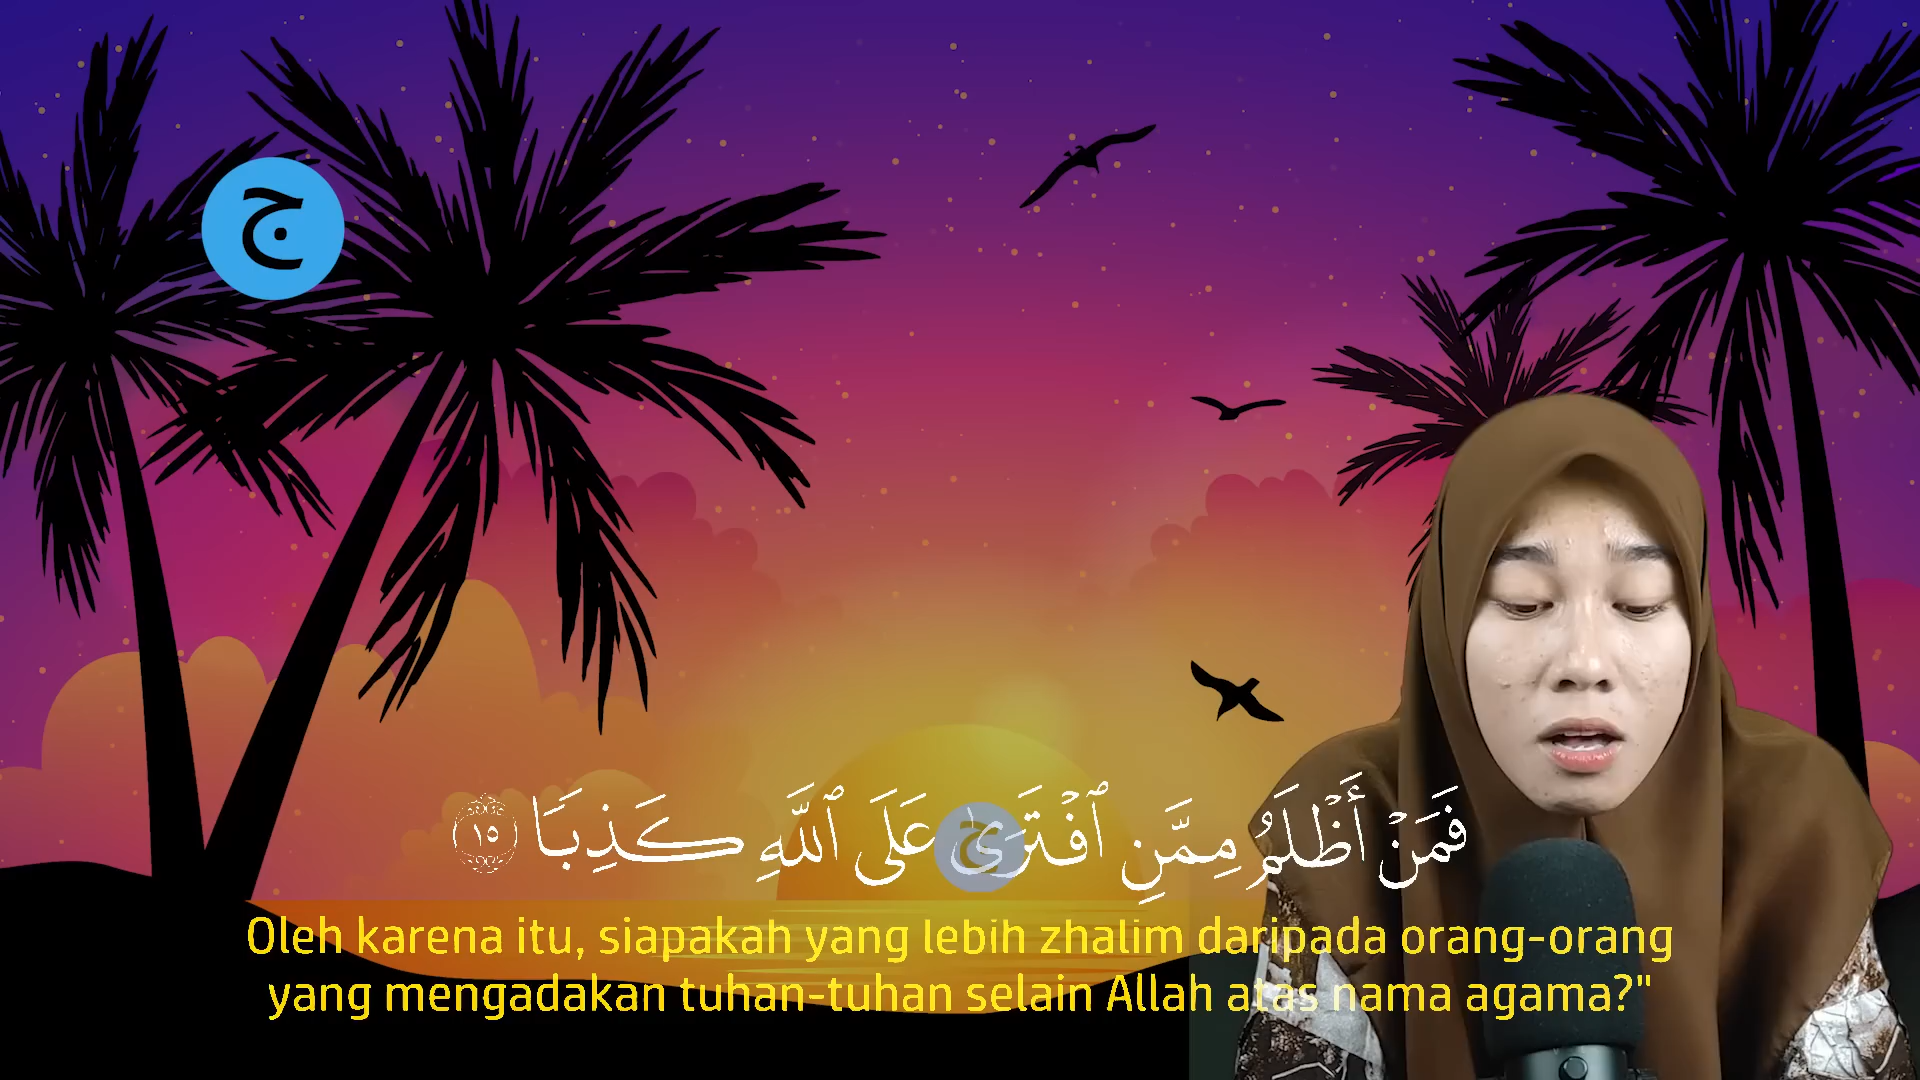 ج
فَمَنْ أَظْلَمُ مِمَّنِ ٱفْتَرَىٰ عَلَى ٱللَّهِ كَذِبًا ١٥
Oleh karena itu, siapakah yang lebih zhalim daripada orang-orang
yang mengadakan tuhan-tuhan selain Allah atas nama agama?"